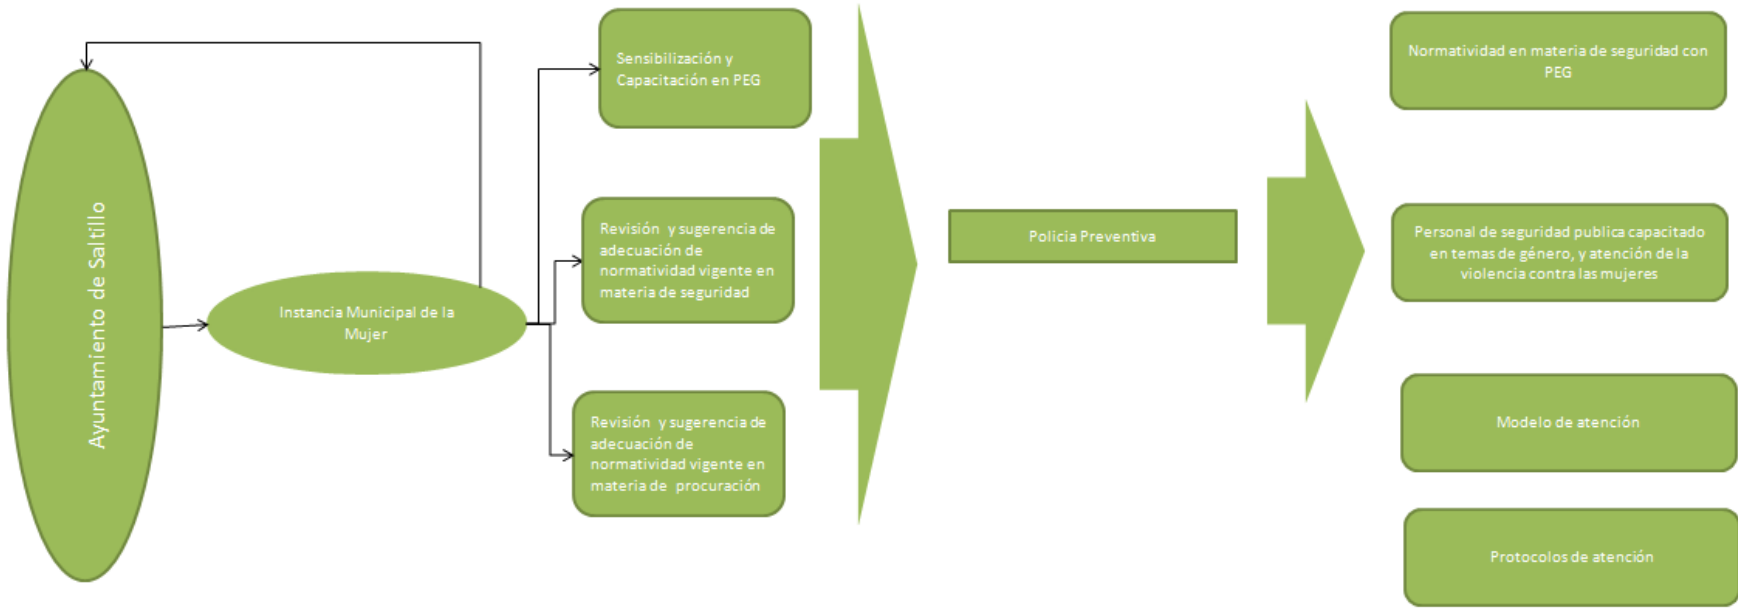 Ayuntamiento de Saltillo
Instancia Municipal de la
Mujer
Sensibilización y
Capacitación en PEG
Revisión y sugerencia de
adecuación de
normatividad vigente en
materia de seguridad
Revisión y sugerencia de
adecuación de
normatividad vigente en
materia de procuración
Policia Preventiva
Normatividad en materia de seguridad con
PEG
Personal de seguridad publica capacitado
en temas de género, y atención de la
violencia contra las mujeres
Modelo de atención
Protocolos de atención